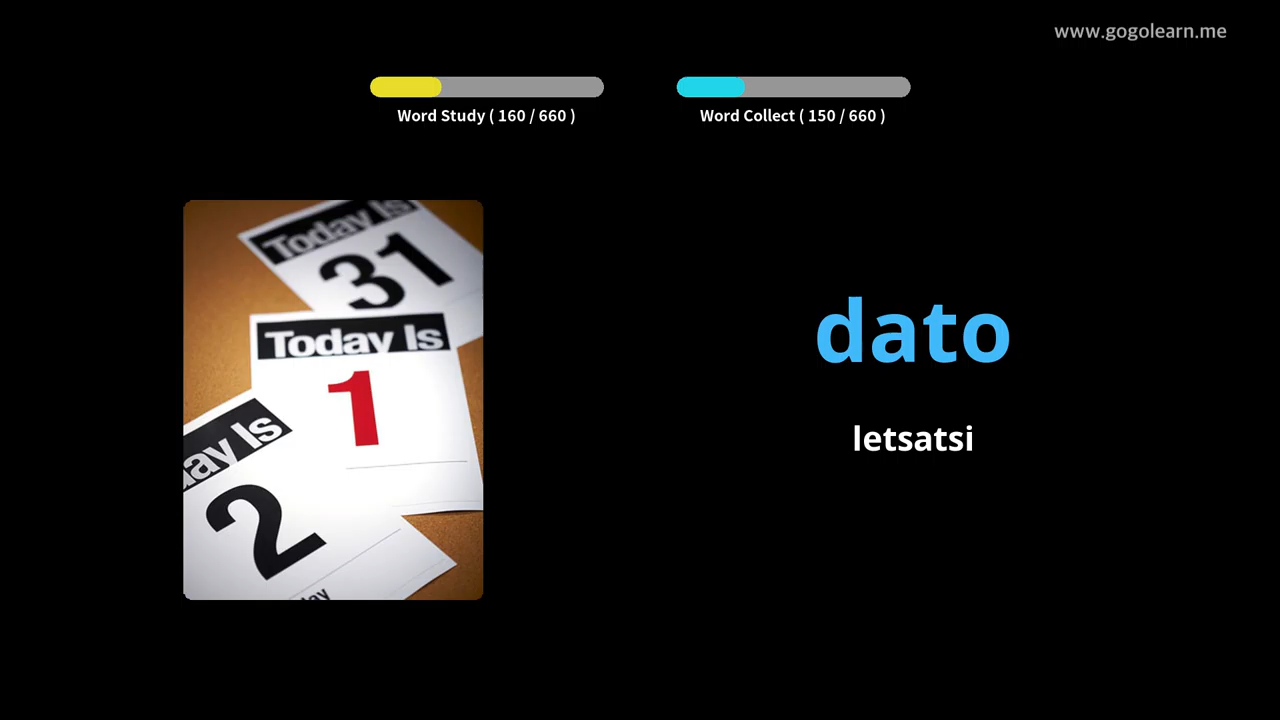 www.gogolearn.me
Word Study ( 160 / 660 )
Word Collect ( 150 / 660 )
Today Is
31
Today Is
1
ay Is
2
day
dato
letsatsi